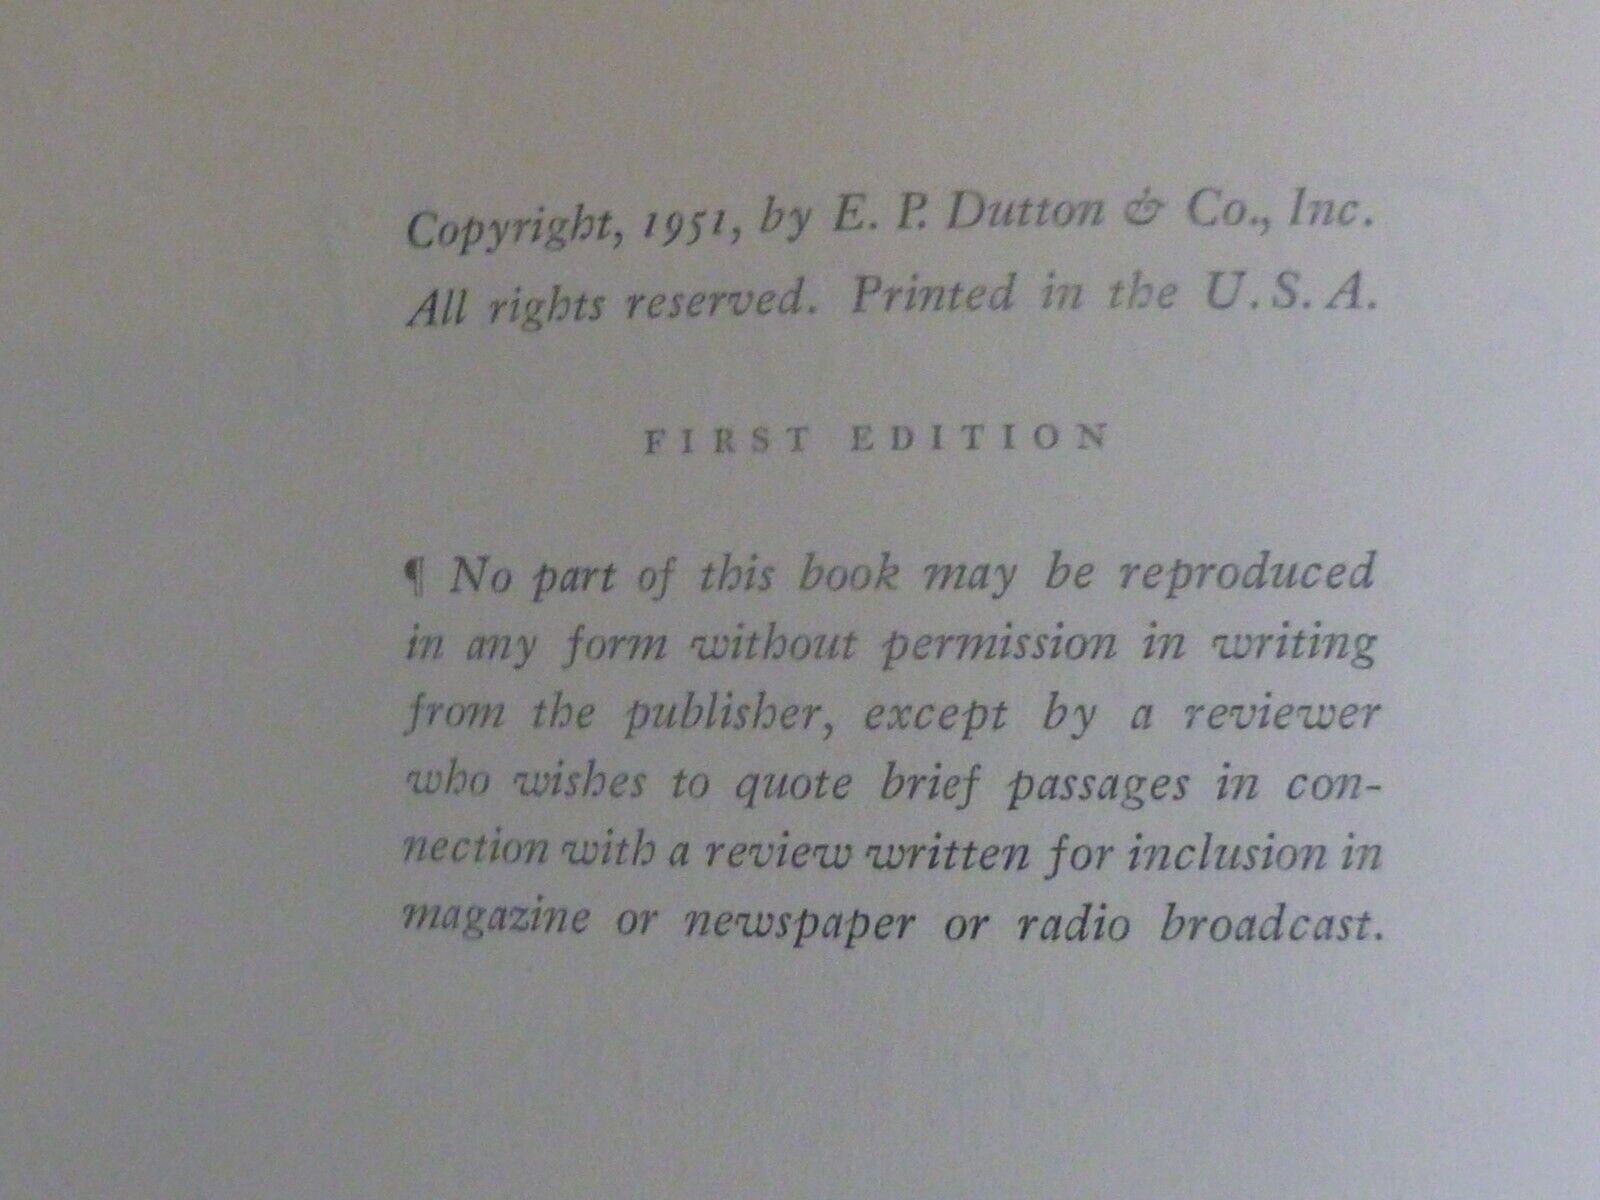 Copyright, 1951, by E. P. Dutton & Co., Inc.
All rights reserved. Printed in the U.S.A.
FIRST EDITION
¶ No part of this book may be reproduced
in any form without permission in writing
from the publisher, except by a reviewer
who wishes to quote brief passages in con-
nection with a review written for inclusion in
magazine or newspaper or radio broadcast.